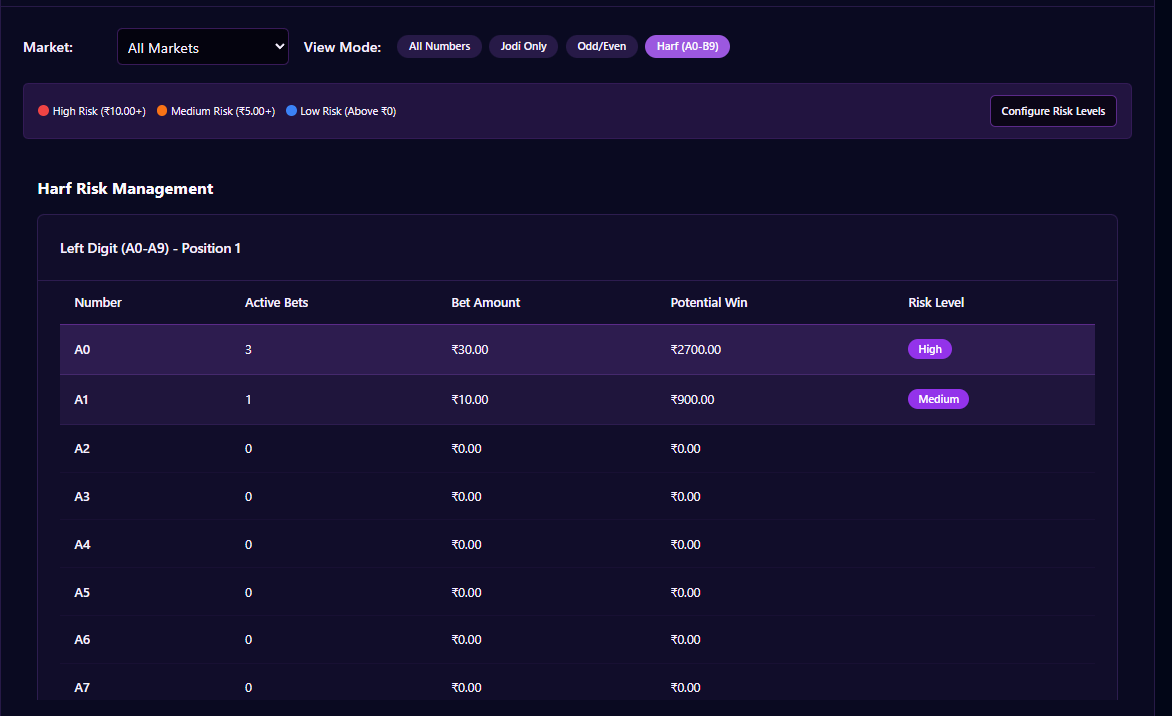 Market: All Markets View Mode: All Numbers Jodi Only Odd/Even Harf (A0-B9)
High Risk (₹10.00+) Medium Risk (₹5.00+) Low Risk (Above ₹0) Configure Risk Levels
Harf Risk Management
Left Digit (A0-A9) - Position 1
Number Active Bets Bet Amount Potential Win Risk Level
A0 3 ₹30.00 ₹2700.00 High
A1 1 ₹10.00 ₹900.00 Medium
A2 0 ₹0.00 ₹0.00
A3 0 ₹0.00 ₹0.00
A4 0 ₹0.00 ₹0.00
A5 0 ₹0.00 ₹0.00
A6 0 ₹0.00 ₹0.00
A7 0 ₹0.00 ₹0.00